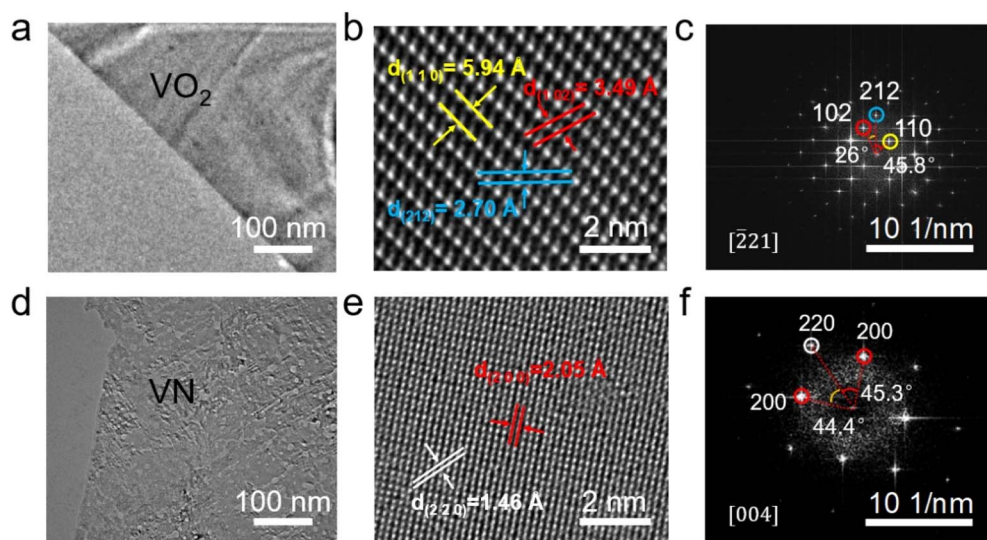 a
VO₂
100 nm
b
d(1 1 0)= 5.94 Å
d(1 02)= 3.49 Å
d(212)= 2.70 Å
2 nm
c
212
102
110
26°
45.8°
[2̅21]
10 1/nm
d
VN
100 nm
e
d(2 0 0)=2.05 Å
d(2 2 0)=1.46 Å
2 nm
f
220
200
200
45.3°
44.4°
[004]
10 1/nm